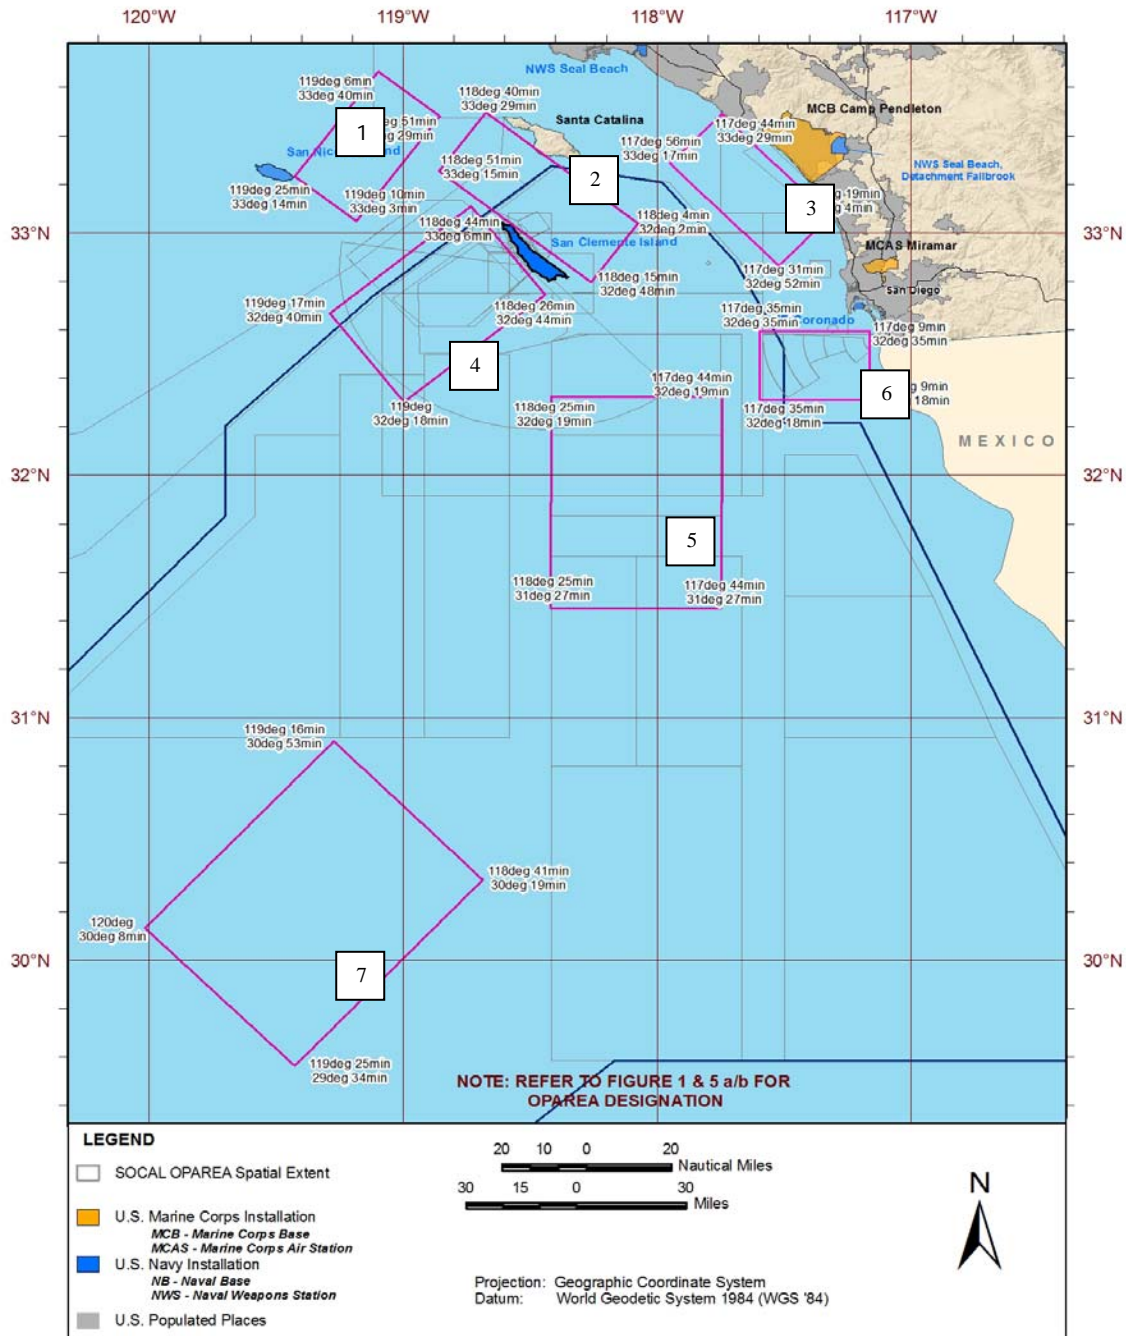 120°W
119°W
118°W
117°W
NWS Seal Beach
119deg 6min
33deg 40min
118deg 40min
33deg 29min
MCB Camp Pendleton
Santa Catalina
117deg 44min
33deg 29min
1
51min
29min
117deg 56min
33deg 17min
San Nic
nd
118deg 51min
33deg 15min
NWS Seal Beach,
Detachment Fallbrook
2
119deg 25min
33deg 14min
119deg 10min
33deg 3min
3
19min
4min
118deg 44min
33deg 6min
118deg 4min
32deg 2min
33°N
33°N
San Clemente Island
MCAS Miramar
117deg 31min
32deg 52min
118deg 15min
32deg 48min
San Diego
119deg 17min
32deg 40min
118deg 26min
32deg 44min
117deg 35min
32deg 35min
Coronado
117deg 9min
32deg 35min
4
117deg 44min
32deg 19min
6
9min
18min
119deg
32deg 18min
118deg 25min
32deg 19min
117deg 35min
32deg 18min
MEXICO
32°N
32°N
5
118deg 25min
31deg 27min
117deg 44min
31deg 27min
31°N
31°N
119deg 16min
30deg 53min
118deg 41min
30deg 19min
120deg
30deg 8min
30°N
30°N
7
119deg 25min
29deg 34min
NOTE: REFER TO FIGURE 1 & 5 a/b FOR
OPAREA DESIGNATION
LEGEND
SOCAL OPAREA Spatial Extent
U.S. Marine Corps Installation
MCB - Marine Corps Base
MCAS - Marine Corps Air Station
U.S. Navy Installation
NB - Naval Base
NWS - Naval Weapons Station
U.S. Populated Places
20 10 0 20
Nautical Miles
30 15 0 30
Miles
Projection: Geographic Coordinate System
Datum: World Geodetic System 1984 (WGS '84)
N